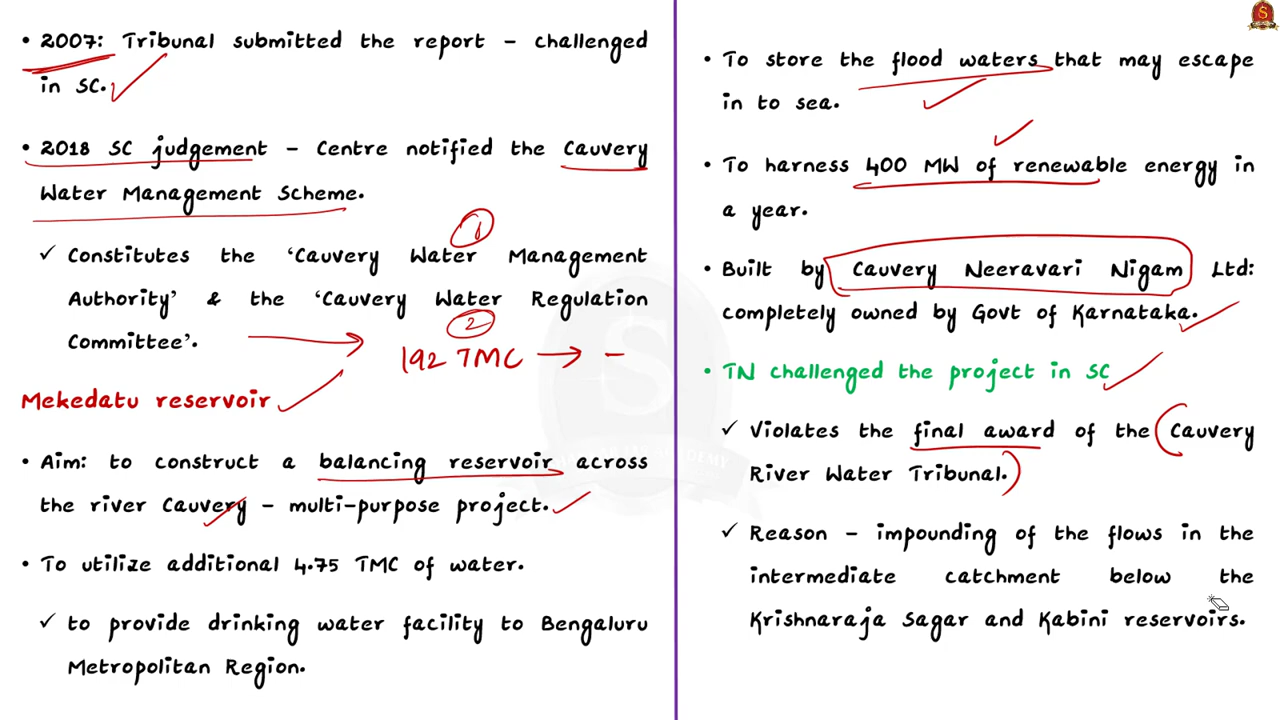 • 2007: Tribunal submitted the report – challenged
in SC.
• 2018 SC judgement – Centre notified the Cauvery
Water Management Scheme.
1
✓ Constitutes the ‘Cauvery Water Management
Authority’ & the ‘Cauvery Water Regulation
2
Committee’.
192 TMC → -
Mekedatu reservoir
• Aim: to construct a balancing reservoir across
the river Cauvery – multi-purpose project.
• To utilize additional 4.75 TMC of water.
✓ to provide drinking water facility to Bengaluru
Metropolitan Region.
• To store the flood waters that may escape
in to sea.
• To harness 400 MW of renewable energy in
a year.
• Built by Cauvery Neeravari Nigam Ltd:
completely owned by Govt of Karnataka.
• TN challenged the project in SC
✓ Violates the final award of the Cauvery
River Water Tribunal.
✓ Reason – impounding of the flows in the
intermediate catchment below the
Krishnaraja Sagar and Kabini reservoirs.
S